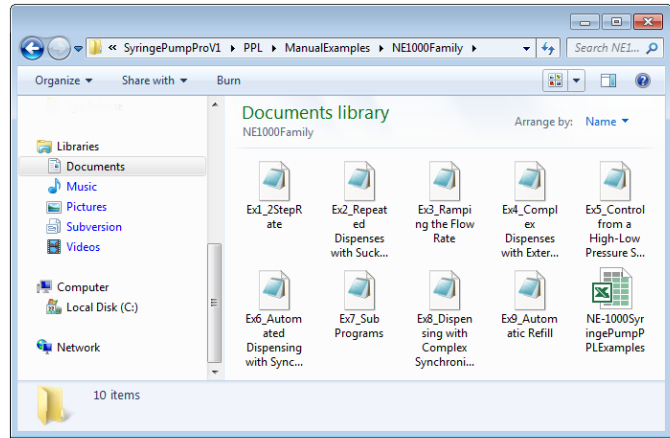 « SyringePumpProV1 ▸ PPL ▸ ManualExamples ▸ NE1000Family ▸
Search NE1...
Organize ▾ Share with ▾ Burn
Libraries
Documents
Music
Pictures
Subversion
Videos
Computer
Local Disk (C:)
Network
Documents library
NE1000Family
Arrange by: Name ▾
Ex1_2StepR
ate
Ex2_Repeat
ed
Dispenses
with Suck...
Ex3_Rampi
ng the Flow
Rate
Ex4_Compl
ex
Dispenses
with Exter...
Ex5_Control
from a
High-Low
Pressure S...
Ex6_Autom
ated
Dispensing
with Sync...
Ex7_Sub
Programs
Ex8_Dispen
sing with
Complex
Synchroni...
Ex9_Autom
atic Refill
NE-1000Syr
ingePumpP
PLExamples
10 items